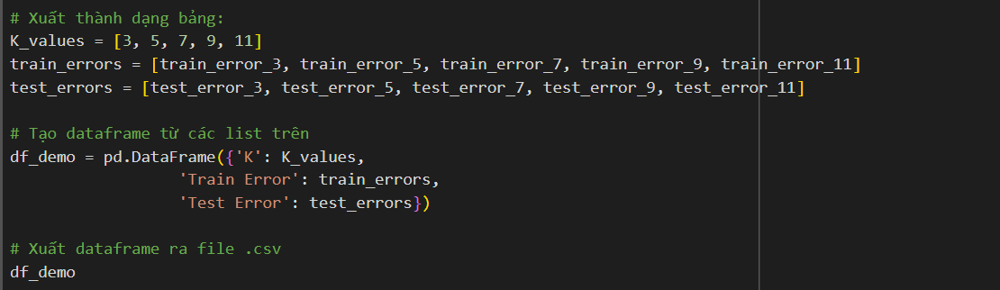 # Xuất thành dạng bảng:
K_values = [3, 5, 7, 9, 11]
train_errors = [train_error_3, train_error_5, train_error_7, train_error_9, train_error_11]
test_errors = [test_error_3, test_error_5, test_error_7, test_error_9, test_error_11]
# Tạo dataframe từ các list trên
df_demo = pd.DataFrame({'K': K_values,
'Train Error': train_errors,
'Test Error': test_errors})
# Xuất dataframe ra file .csv
df_demo